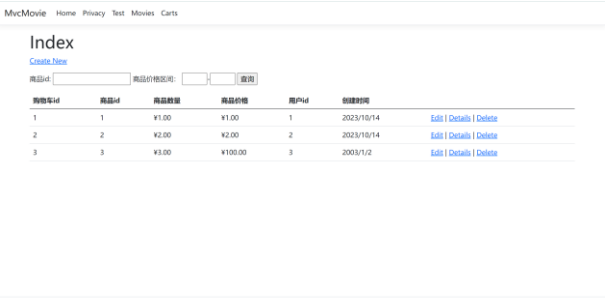 MvcMovie Home Privacy Test Movies Carts
Index
Create New
商品id: 商品价格区间: - 查询
购物车id 商品id 商品数量 商品价格 用户id 创建时间
1 1 ¥1.00 ¥1.00 1 2023/10/14 Edit | Details | Delete
2 2 ¥2.00 ¥2.00 2 2023/10/14 Edit | Details | Delete
3 3 ¥3.00 ¥100.00 3 2003/1/2 Edit | Details | Delete